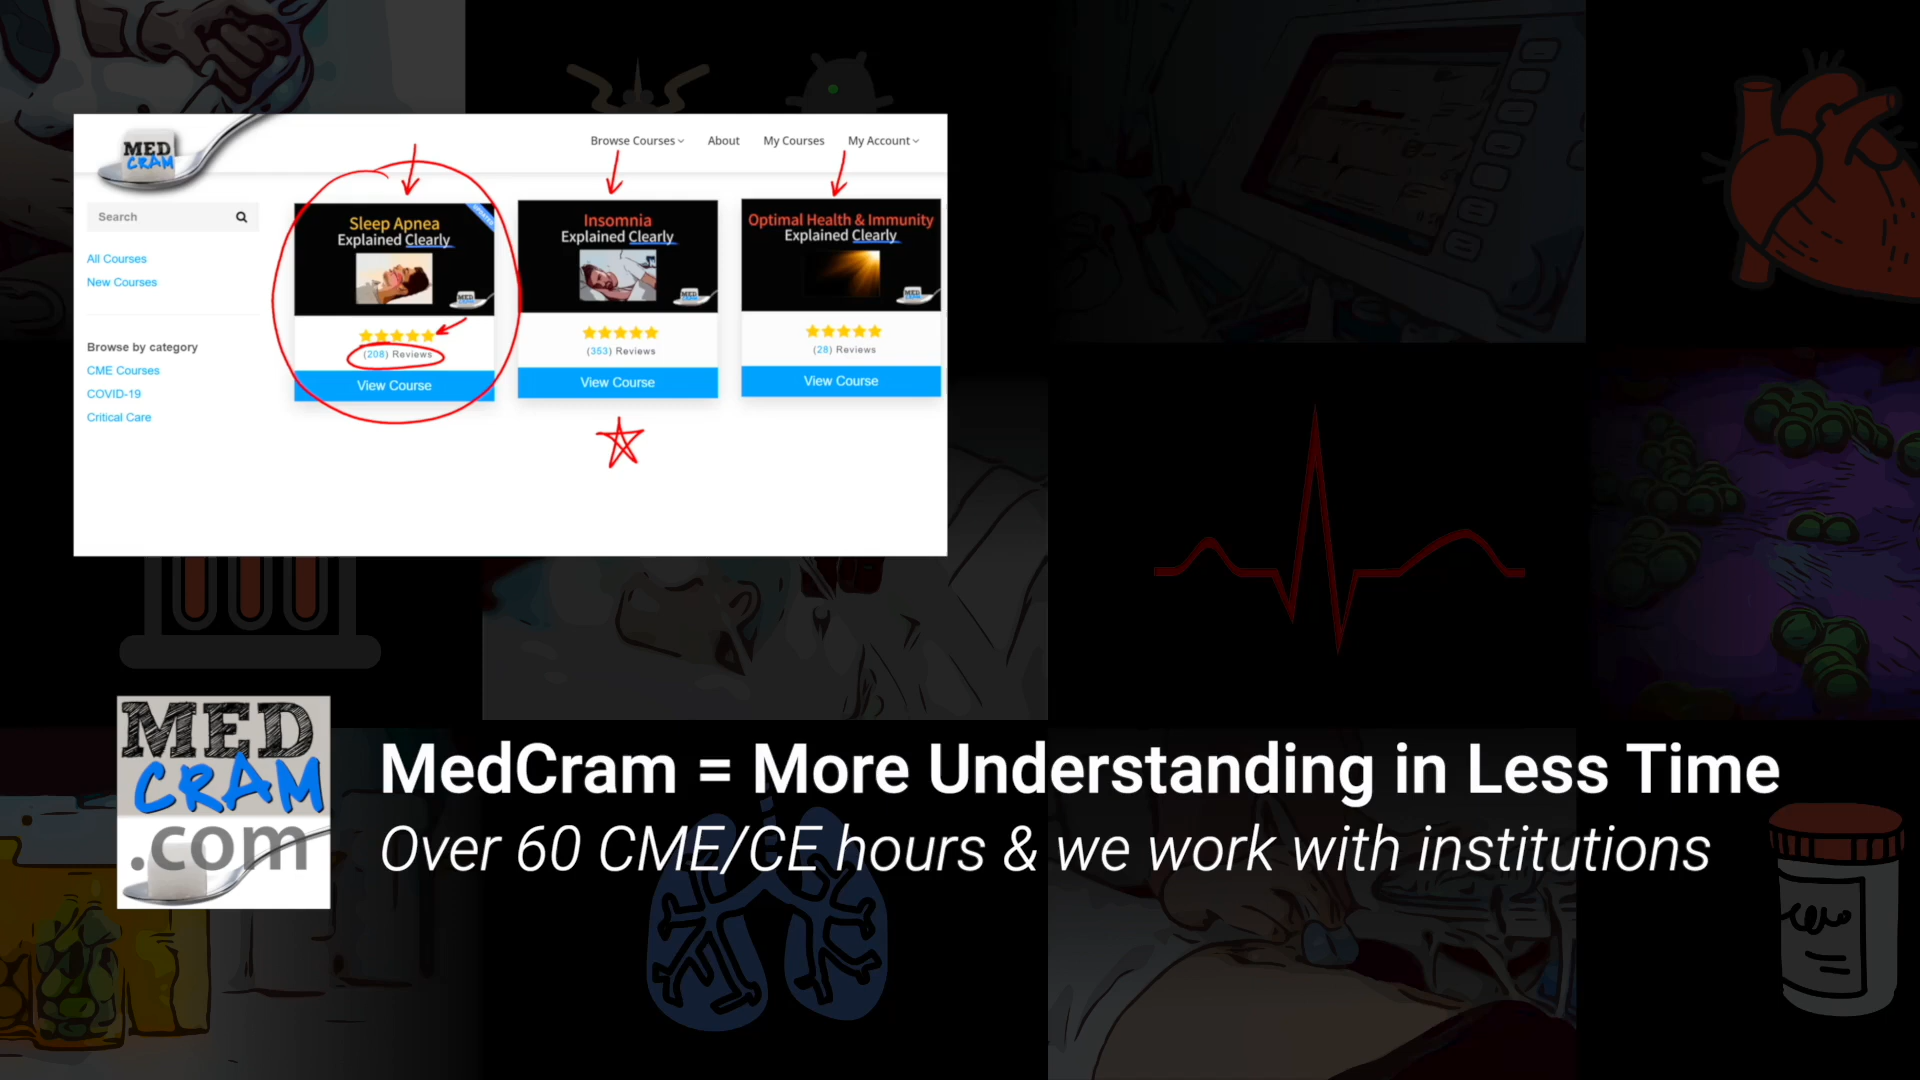 MED
CRAM
Browse Courses
About
My Courses
My Account
Search
All Courses
New Courses
Browse by category
CME Courses
COVID-19
Critical Care
Sleep Apnea
Explained Clearly
MED
(208) Reviews
View Course
Insomnia
Explained Clearly
MED
(353) Reviews
View Course
Optimal Health & Immunity
Explained Clearly
MED
(28) Reviews
View Course
MED
CRAM
.com
MedCram = More Understanding in Less Time
Over 60 CME/CE hours & we work with institutions